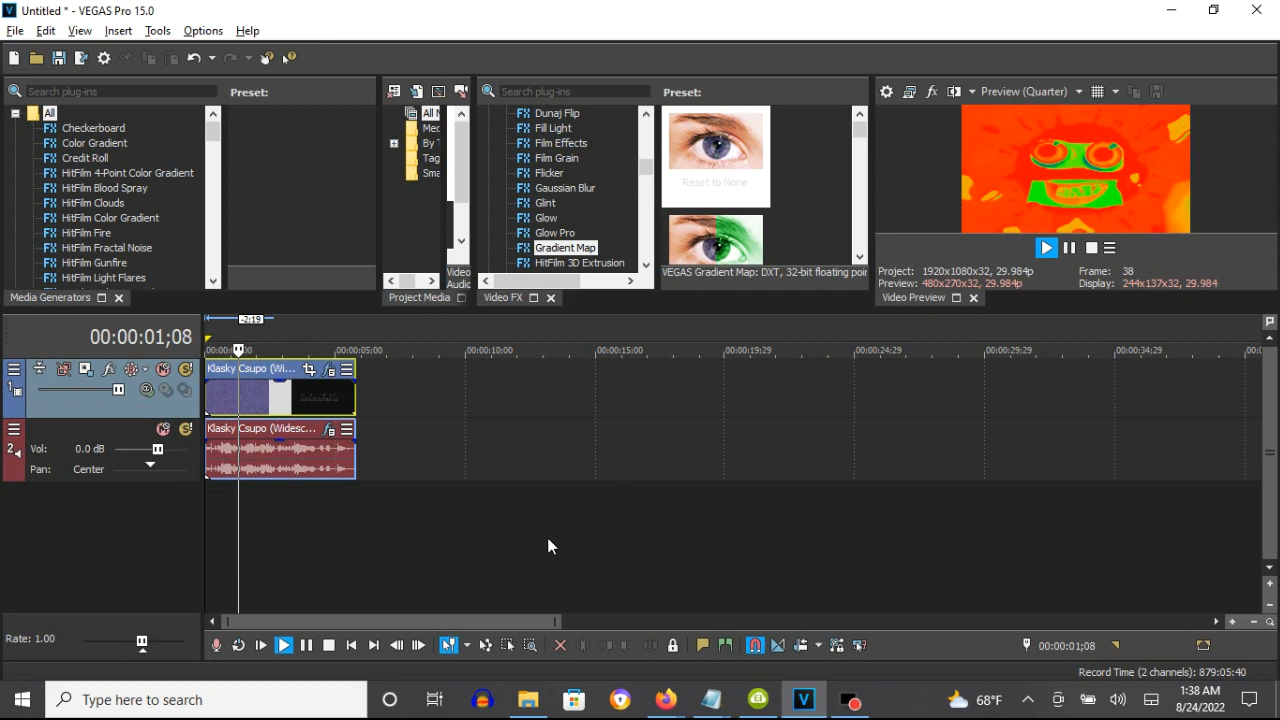 Untitled * - VEGAS Pro 15.0
File Edit View Insert Tools Options Help
Search plug-ins
Preset:
All
Checkerboard
Color Gradient
Credit Roll
HitFilm 4-Point Color Gradient
HitFilm Blood Spray
HitFilm Clouds
HitFilm Color Gradient
HitFilm Fire
HitFilm Fractal Noise
HitFilm Gunfire
HitFilm Light Flares
Media Generators
All M
Med
By T
Tag
Sma
Video
Audio
Project Media
Search plug-ins
Preset:
Dunaj Flip
Fill Light
Film Effects
Film Grain
Flicker
Gaussian Blur
Glint
Glow
Glow Pro
Gradient Map
HitFilm 3D Extrusion
Reset to None
VEGAS Gradient Map: DXT, 32-bit floating poin
Video FX
Preview (Quarter)
Project: 1920x1080x32, 29.984p
Preview: 480x270x32, 29.984p
Frame: 38
Display: 244x137x32, 29.984
Video Preview
00:00:01;08
-2:19
00:00:05;00 00:00:10;00 00:00:15;00 00:00:19;29 00:00:24;29 00:00:29;29 00:00:34;29
1
Klasky Csupo (Wi...
2
Vol: 0.0 dB
Pan: Center
Klasky Csupo (Widesc...
Rate: 1.00
00:00:01;08
Record Time (2 channels): 879:05:40
Type here to search
68°F
1:38 AM
8/24/2022